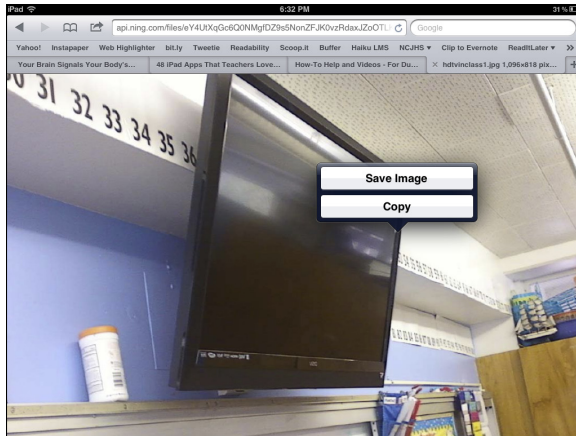 iPad 6:32 PM 31 %
api.ning.com/files/eY4UtXqGc6Q0NMgfDZ9s5NonZFJK0vzRdaxJZoOTL
Google
Yahoo! Instapaper Web Highlighter bit.ly Tweetie Readability Scoop.it Buffer Haiku LMS NCJHS Clip to Evernote ReadItLater
Your Brain Signals Your Body's... 48 iPad Apps That Teachers Love... How-To Help and Videos - For Du... hdtvinclass1.jpg 1,096x818 pix...
30 31 32 33 34 35 36
Save Image
Copy